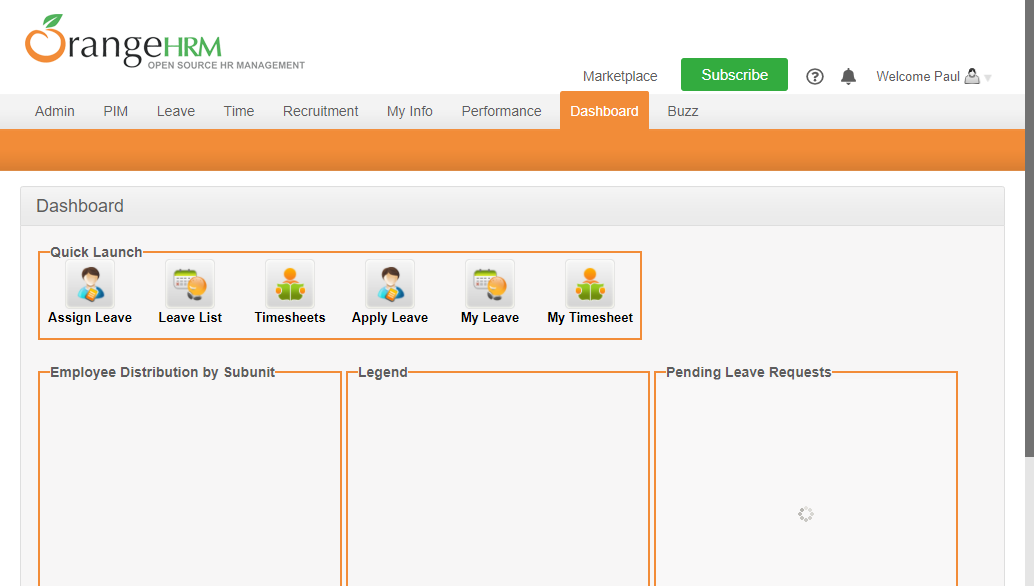 OrangeHRM
OPEN SOURCE HR MANAGEMENT
Marketplace Subscribe ? Welcome Paul
Admin PIM Leave Time Recruitment My Info Performance Dashboard Buzz
Dashboard
Quick Launch
Assign Leave Leave List Timesheets Apply Leave My Leave My Timesheet
Employee Distribution by Subunit Legend Pending Leave Requests